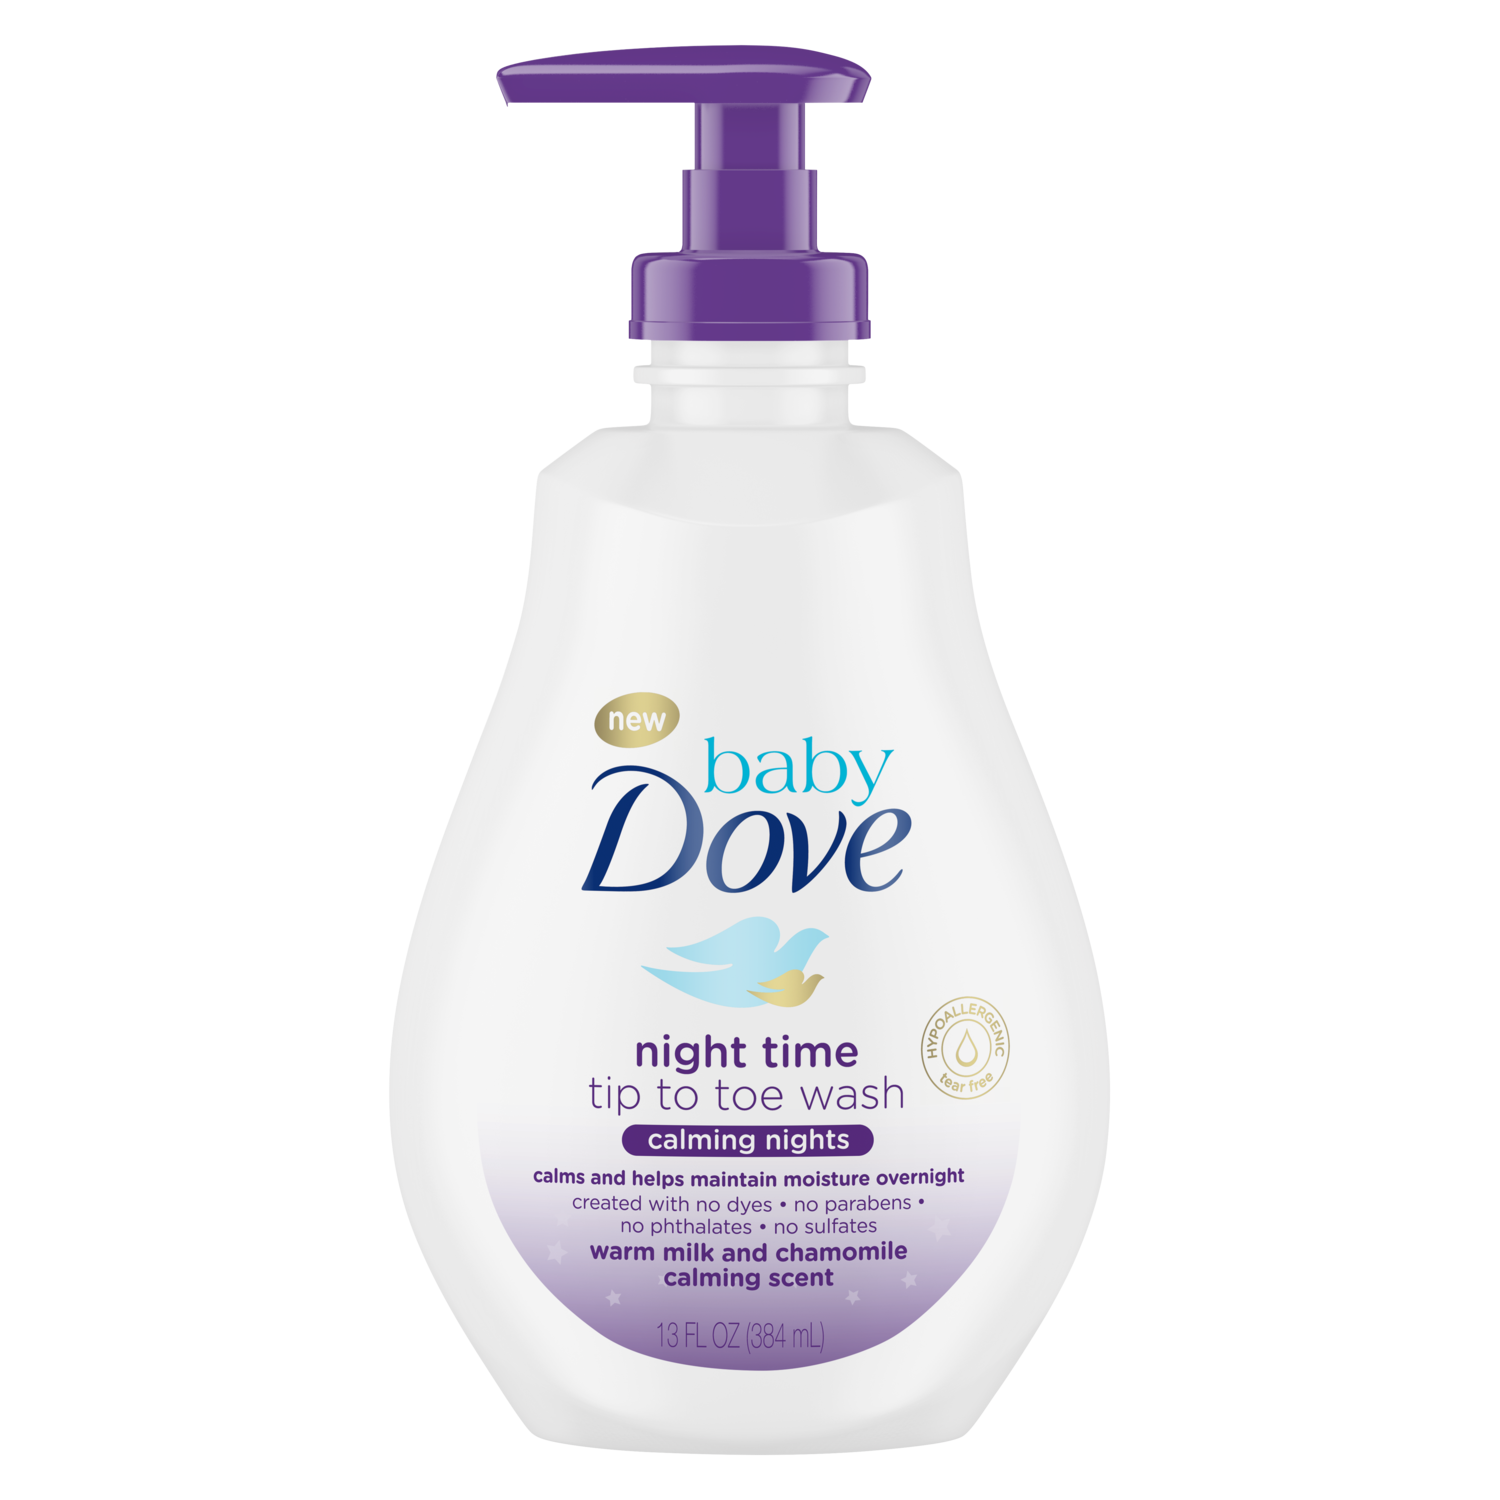 new
baby
Dove
HYPOALLERGENIC
tear free
night time
tip to toe wash
calming nights
calms and helps maintain moisture overnight
created with no dyes • no parabens •
no phthalates • no sulfates
warm milk and chamomile
calming scent
13 FL OZ (384 mL)